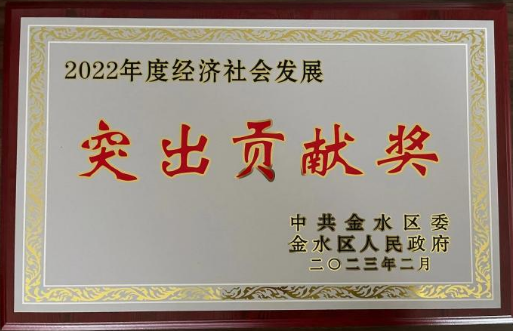 2022年度经济社会发展
突出贡献奖
中共金水区委
金水区人民政府
二〇二三年二月